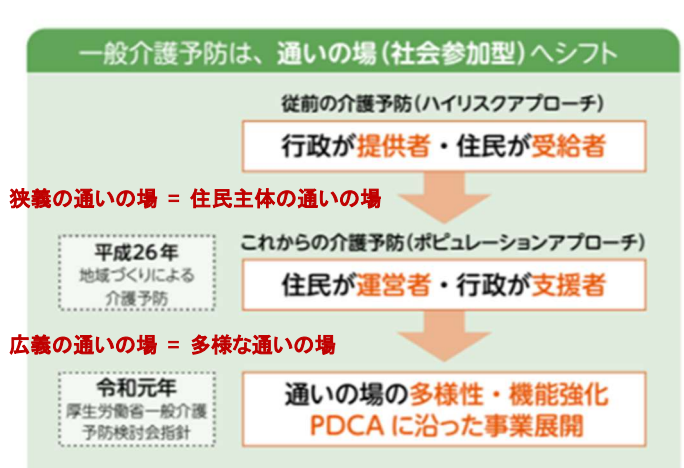 一般介護予防は、通いの場(社会参加型)へシフト
従前の介護予防(ハイリスクアプローチ)
行政が提供者・住民が受給者
狭義の通いの場 = 住民主体の通いの場
平成26年
地域づくりによる
介護予防
これからの介護予防(ポピュレーションアプローチ)
住民が運営者・行政が支援者
広義の通いの場 = 多様な通いの場
令和元年
厚生労働省一般介護
予防検討会指針
通いの場の多様性・機能強化
PDCAに沿った事業展開